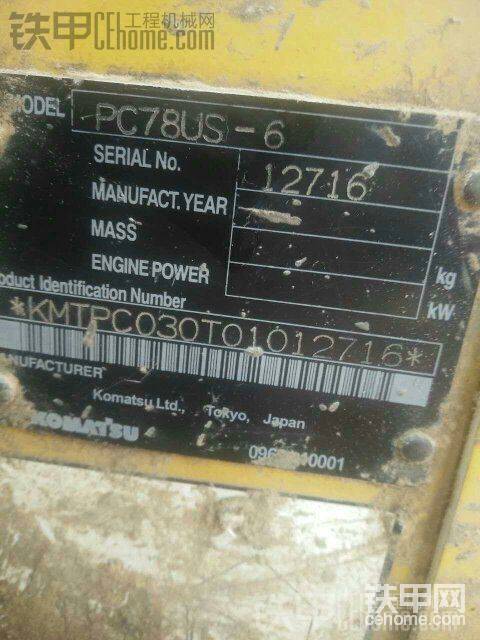 铁甲 工程机械网
CEhome.com
MODEL PC78US-6
SERIAL No. 12716
MANUFACT. YEAR
MASS kg
ENGINE POWER kW
Product Identification Number
*KMTPC030T01012716*
MANUFACTURER
Komatsu Ltd., Tokyo, Japan
KOMATSU
铁甲网
cehome.com